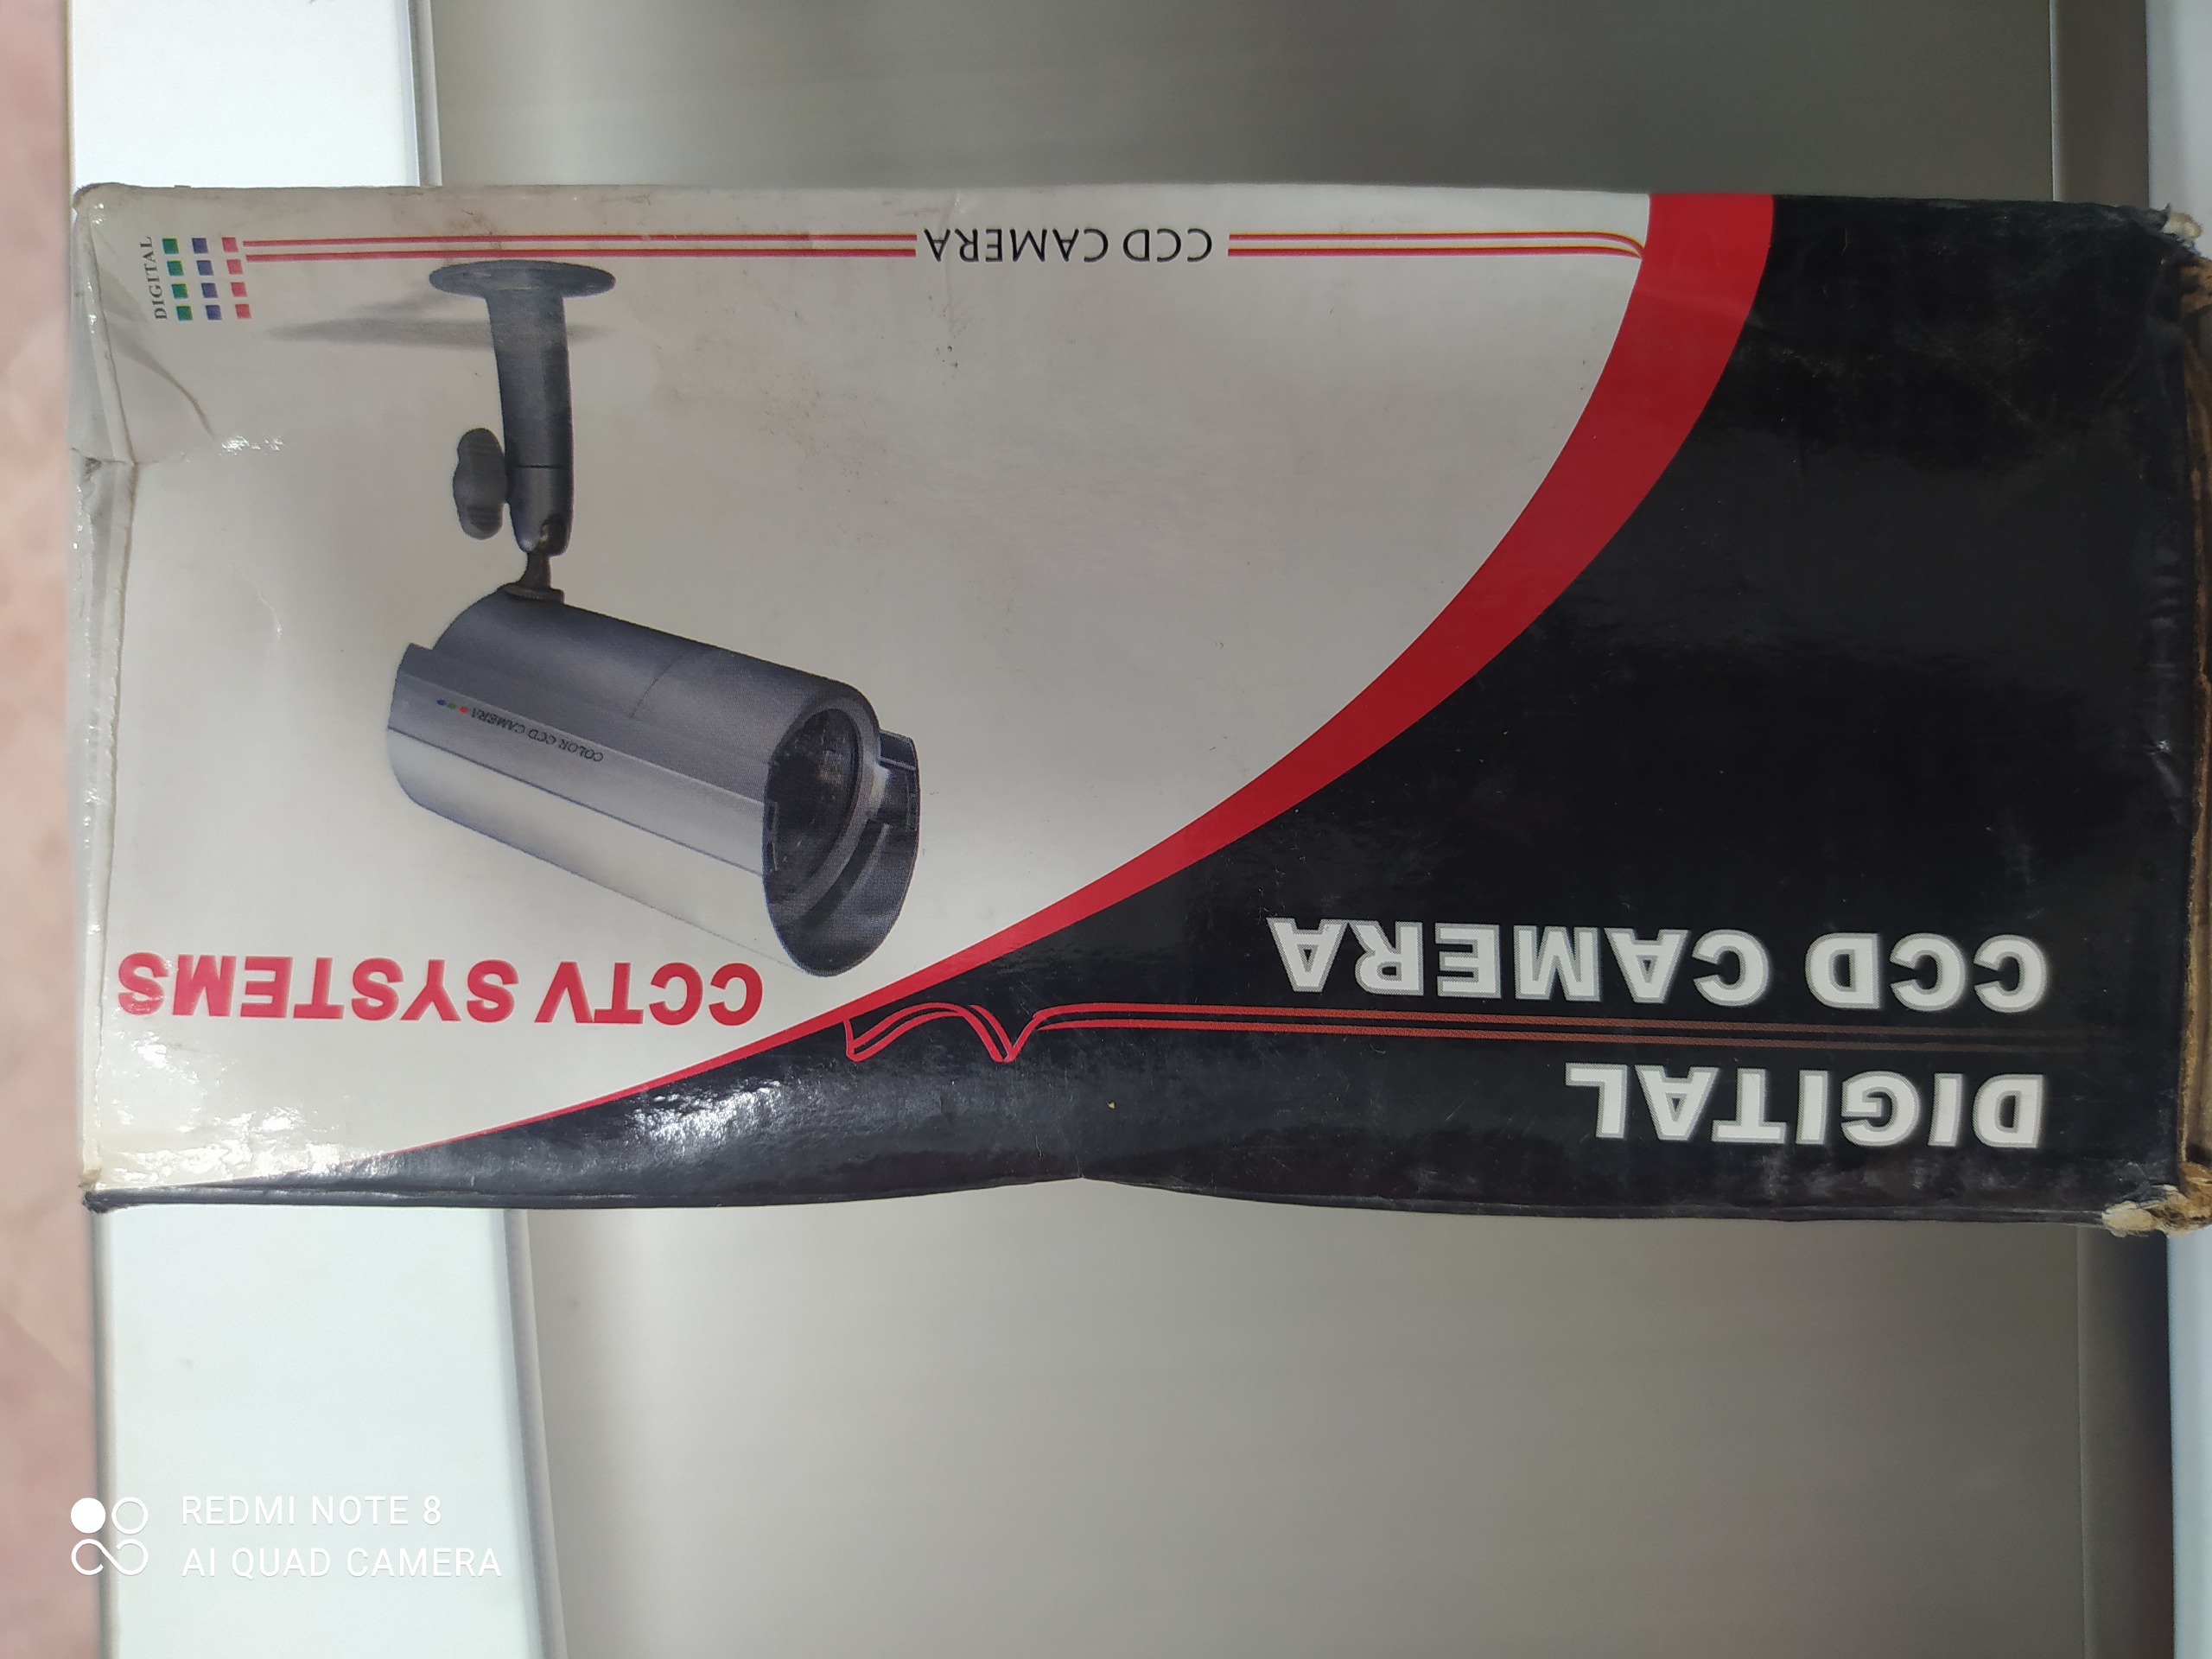 DIGITAL
CCD CAMERA
CCTV SYSTEMS
COLOR CCD CAMERA
CCD CAMERA
DIGITAL
REDMI NOTE 8
AI QUAD CAMERA